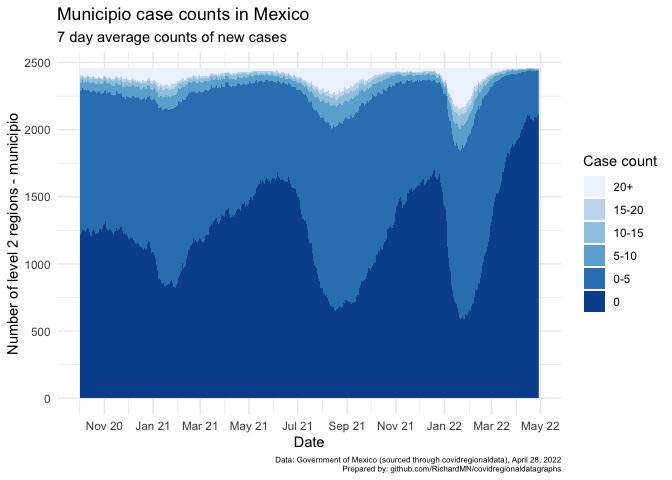 Municipio case counts in Mexico
7 day average counts of new cases
Number of level 2 regions - municipio
2500
2000
1500
1000
500
0
Nov 20 Jan 21 Mar 21 May 21 Jul 21 Sep 21 Nov 21 Jan 22 Mar 22 May 22
Date
Case count
20+
15-20
10-15
5-10
0-5
0
Data: Government of Mexico (sourced through covidregionaldata), April 28, 2022
Prepared by: github.com/RichardMN/covidregionaldatagraphs